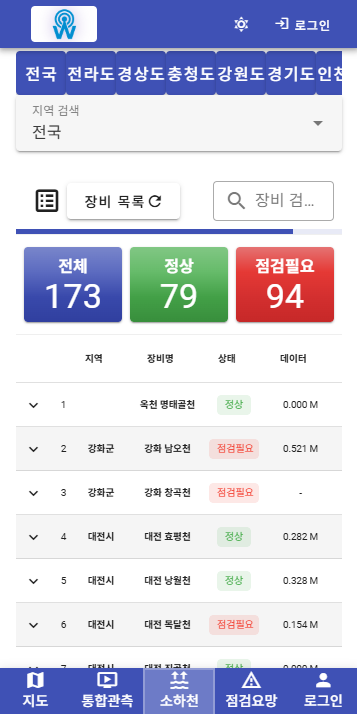 로그인
전국 전라도 경상도 충청도 강원도 경기도 인천
지역 검색
전국
장비 목록 장비 검...
전체 정상 점검필요
173 79 94
지역 장비명 상태 데이터
1 옥천 명태골천 정상 0.000 M
2 강화군 강화 남오천 점검필요 0.521 M
3 강화군 강화 창곡천 점검필요 -
4 대전시 대전 효평천 정상 0.282 M
5 대전시 대전 낭월천 정상 0.328 M
6 대전시 대전 목달천 점검필요 0.154 M
지도 통합관측 소하천 점검요망 로그인